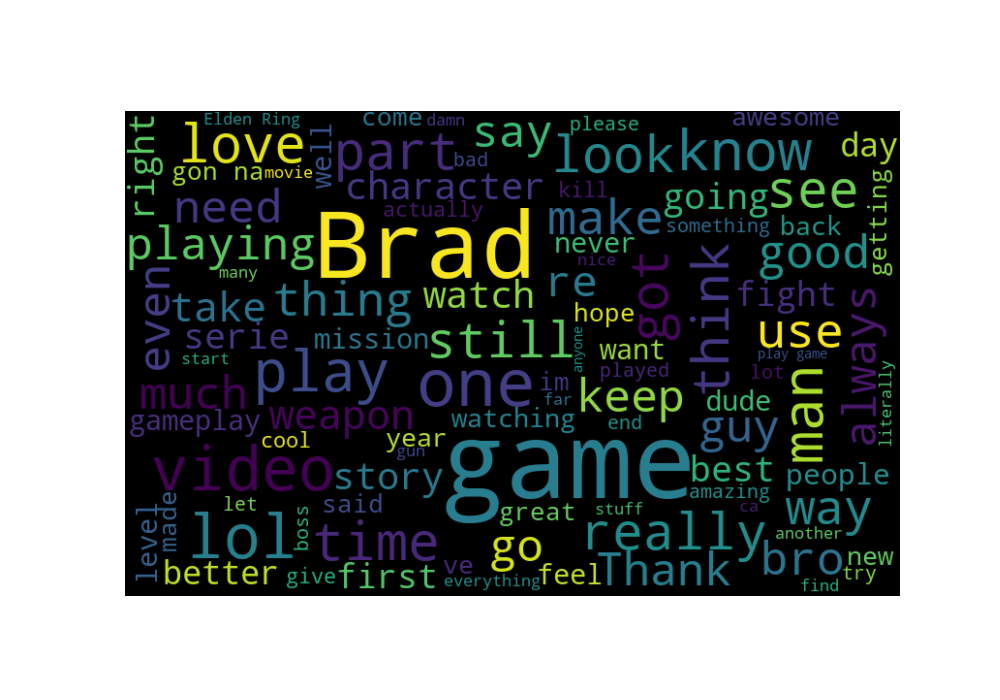 right
Elden Ring
come
damn
say
please
awesome
love
well
part
bad
look
know
day
gon na
movie
character
kill
going
see
getting
need
actually
make
something
back
playing
Brad
never
good
many
nice
even
take
thing
watch
re
got
think
fight
always
serie
mission
still
hope
use
start
play
one
anyone
want
play game
much
im
played
lot
man
literally
weapon
far
keep
dude
gameplay
watching
end
guy
cool
year
gun
video
story
game
best
people
amazing
level
made
let
said
great
stuff
ca
way
lol
boss
time
go
really
another
better
give
first
ve
everything
feel
Thank
bro
new
try
find